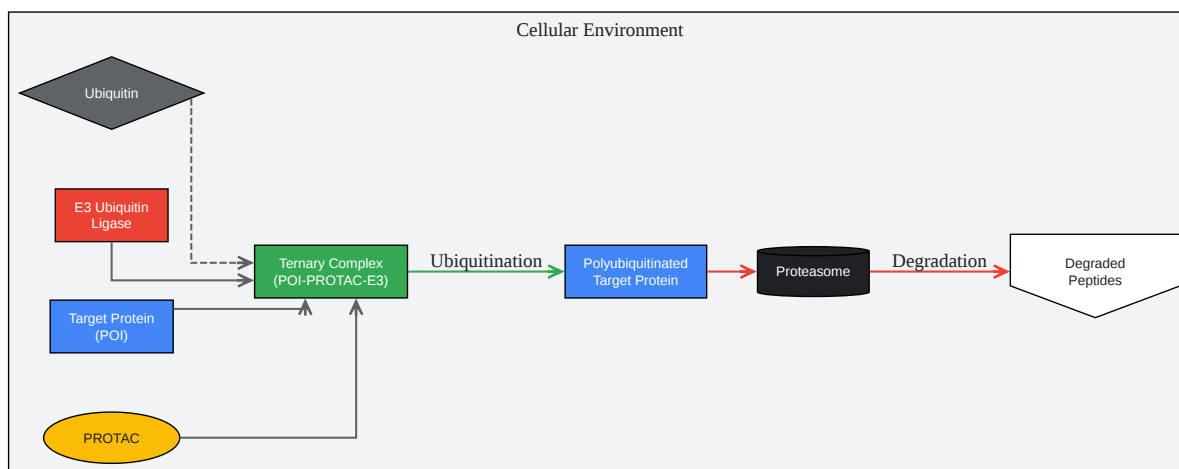 Cellular Environment
Ubiquitin
E3 Ubiquitin
Ligase
Target Protein
(POI)
PROTAC
Ternary Complex
(POI-PROTAC-E3)
Ubiquitination
Polyubiquitinated
Target Protein
Proteasome
Degradation
Degraded
Peptides